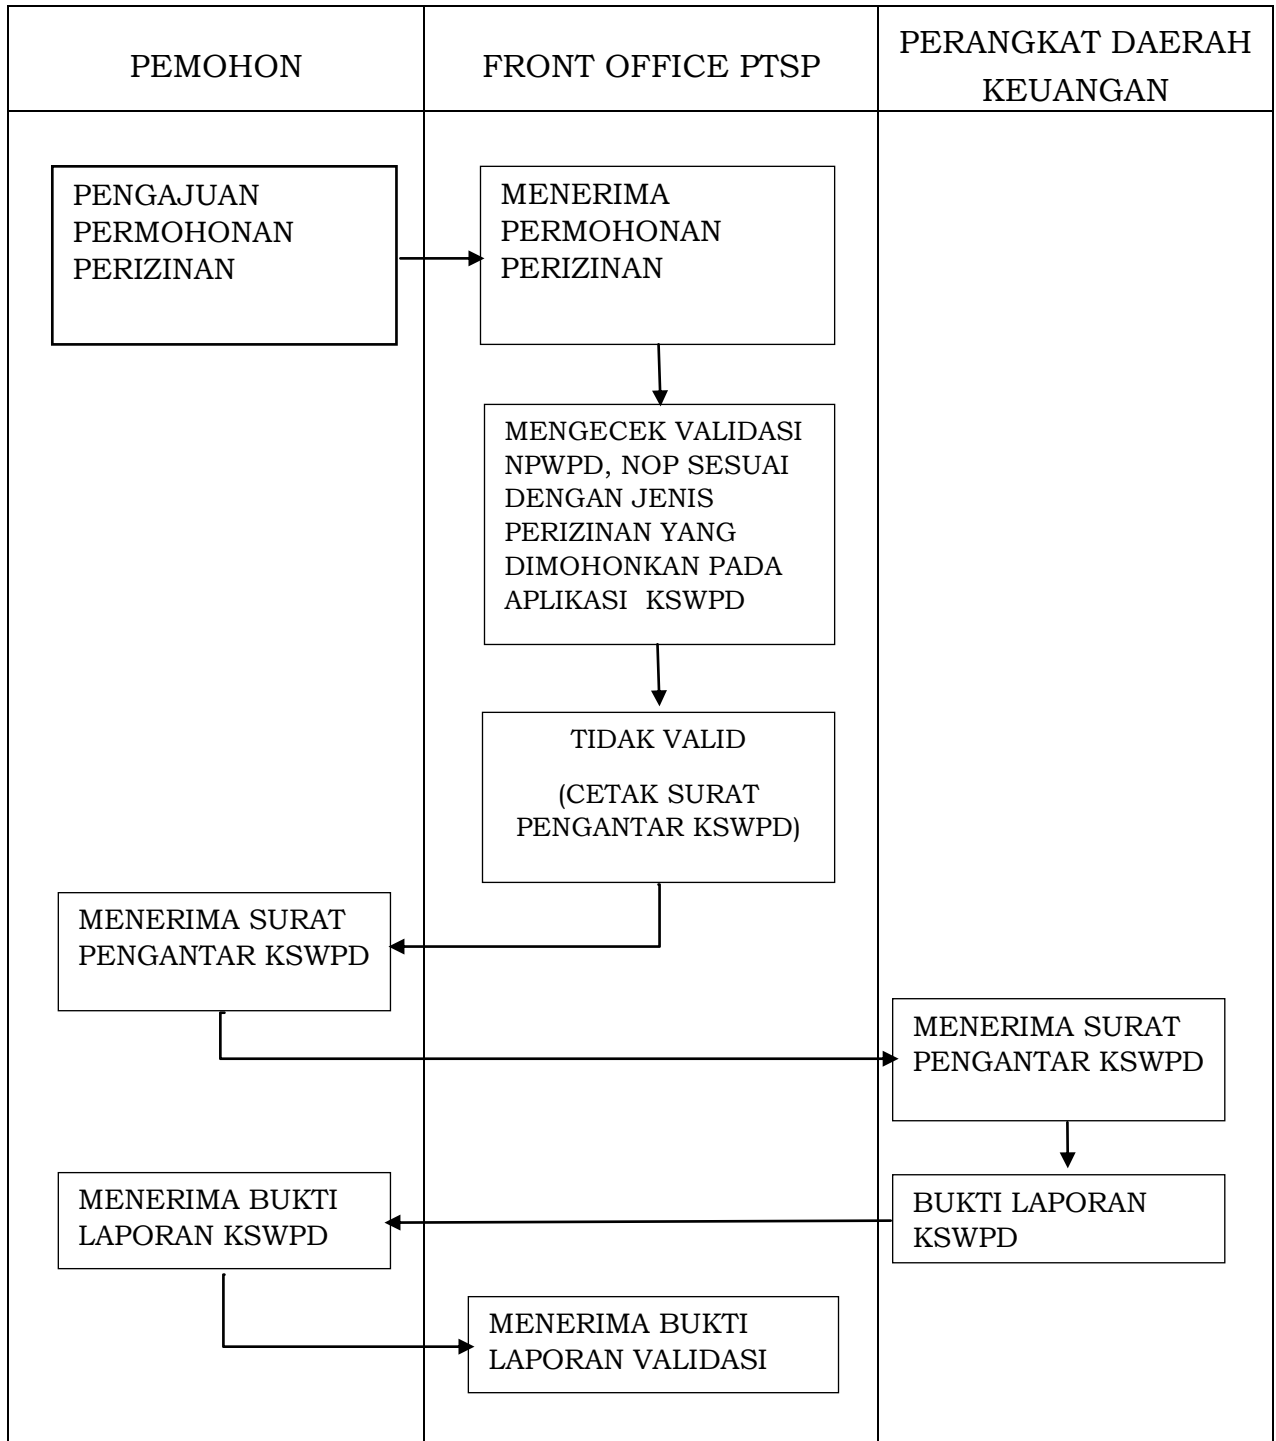 PEMOHON
FRONT OFFICE PTSP
PERANGKAT DAERAH
KEUANGAN
PENGAJUAN
PERMOHONAN
PERIZINAN
MENERIMA
PERMOHONAN
PERIZINAN
MENGECEK VALIDASI
NPWPD, NOP SESUAI
DENGAN JENIS
PERIZINAN YANG
DIMOHONKAN PADA
APLIKASI KSWPD
TIDAK VALID
(CETAK SURAT
PENGANTAR KSWPD)
MENERIMA SURAT
PENGANTAR KSWPD
MENERIMA SURAT
PENGANTAR KSWPD
BUKTI LAPORAN
KSWPD
MENERIMA BUKTI
LAPORAN KSWPD
MENERIMA BUKTI
LAPORAN VALIDASI